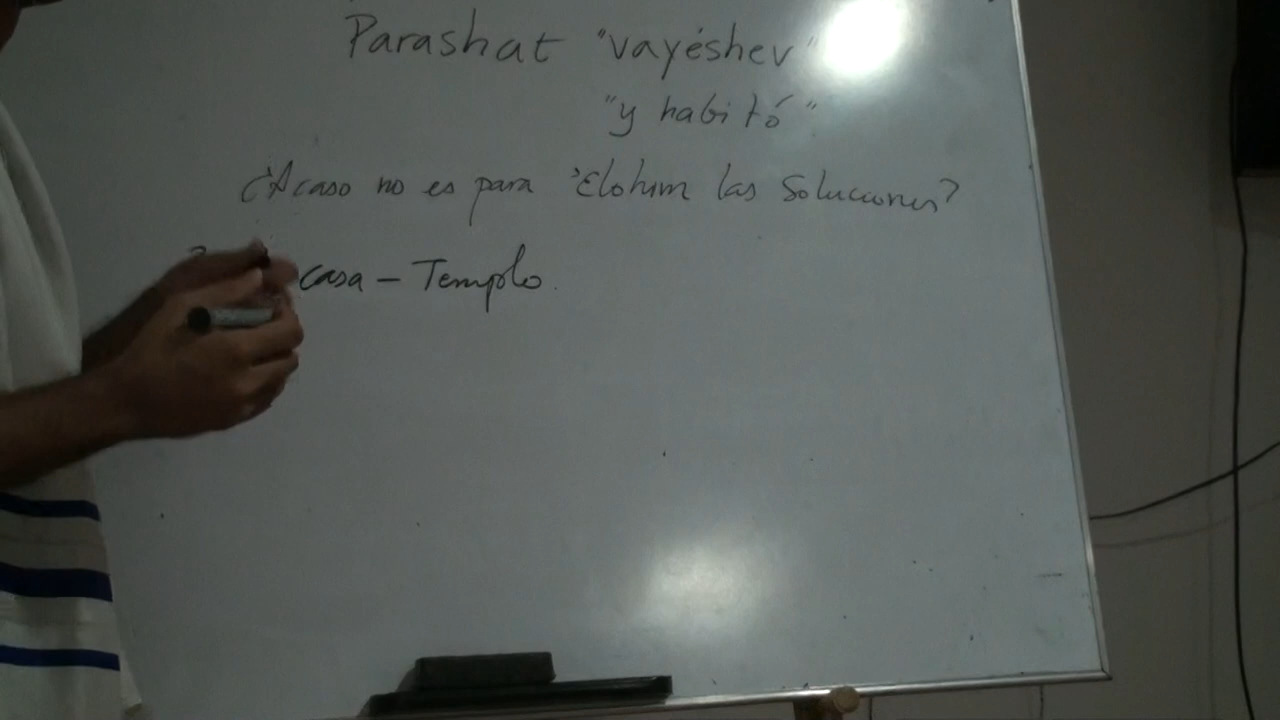 Parashat "vayéshev"
"y habitó"
¿Acaso no es para 'Elohim las Soluciones?
casa - Templo.